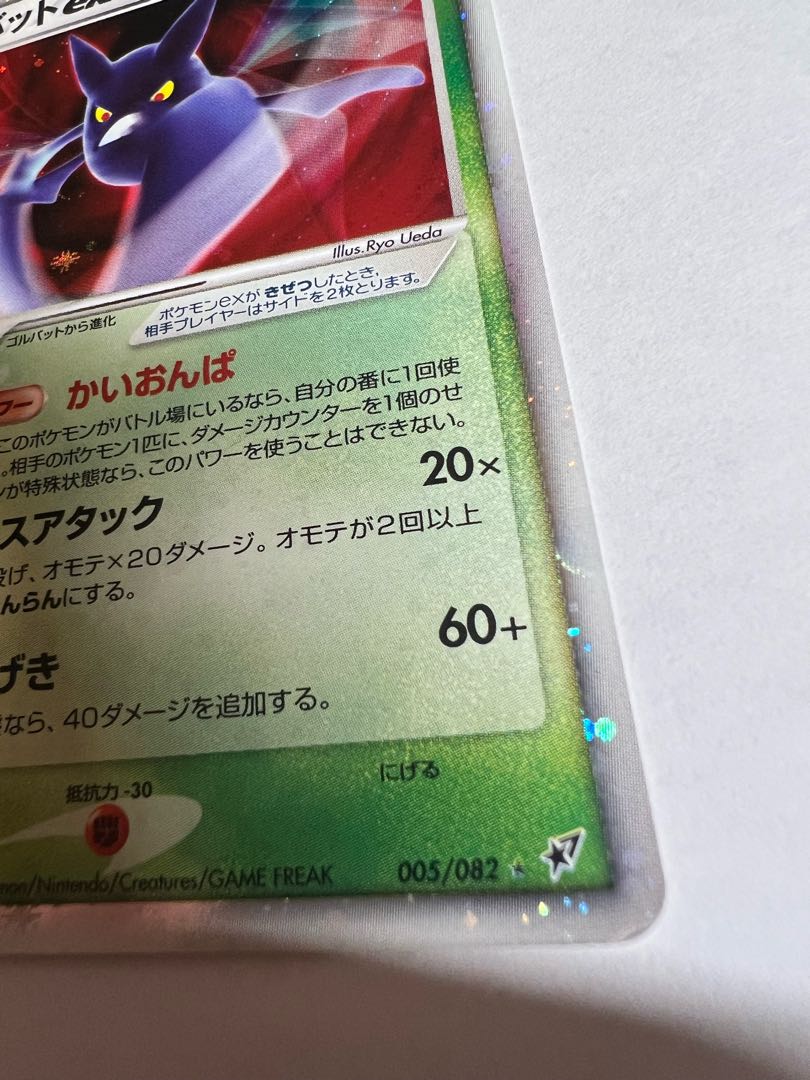 バットex
Illus. Ryo Ueda
ポケモンexが きぜつしたとき、
相手プレイヤーはサイドを2枚とります。
ゴルバットから進化
ワー かいおんぱ
このポケモンがバトル場にいるなら、自分の番に1回使
。相手のポケモン1匹に、ダメージカウンターを1個のせ
ンが特殊状態なら、このパワーを使うことはできない。
20×
スアタック
投げ、オモテ×20ダメージ。オモテが2回以上
んらんにする。
60+
げき
なら、40ダメージを追加する。
にげる
抵抗力 -30
mon/Nintendo/Creatures/GAME FREAK
005/082 ★